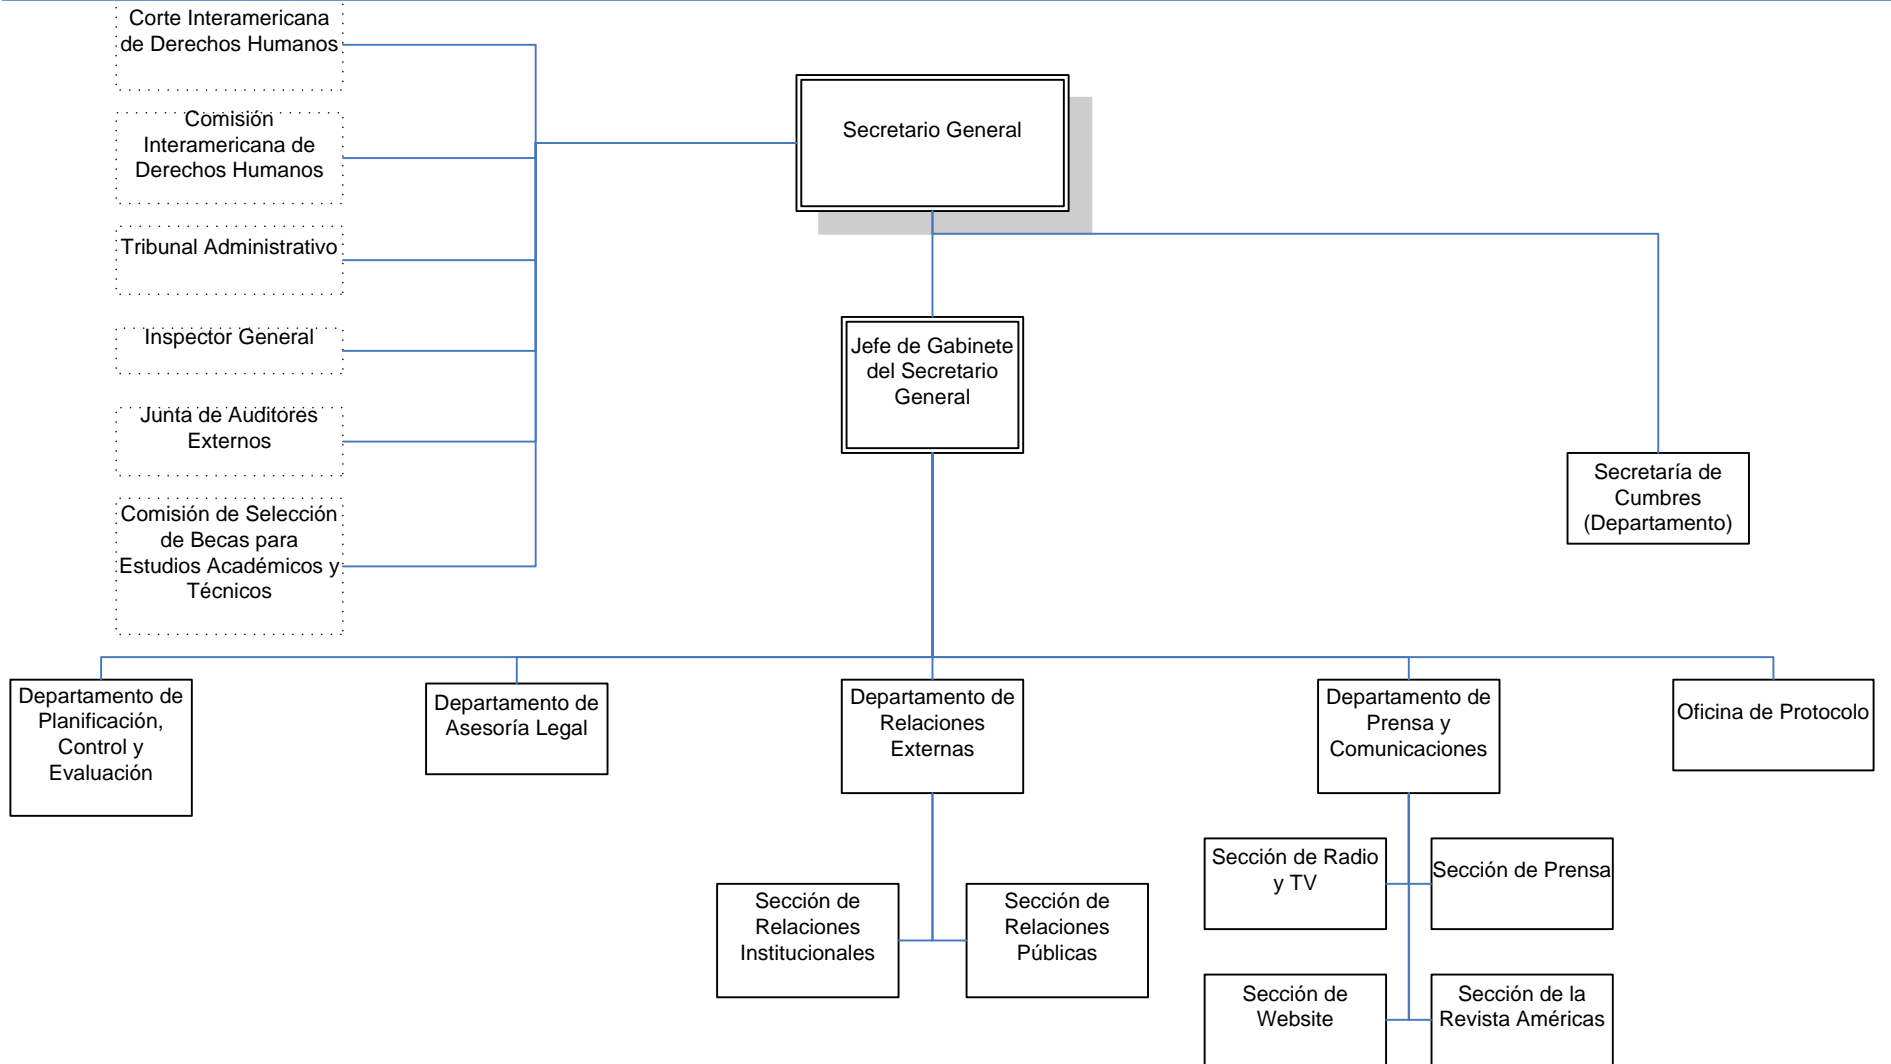 Corte Interamericana
de Derechos Humanos
Comisión
Interamericana de
Derechos Humanos
Tribunal Administrativo
Inspector General
Junta de Auditores
Externos
Comisión de Selección
de Becas para
Estudios Académicos y
Técnicos
Secretario General
Jefe de Gabinete
del Secretario
General
Secretaría de
Cumbres
(Departamento)
Departamento de
Planificación,
Control y
Evaluación
Departamento de
Asesoría Legal
Departamento de
Relaciones
Externas
Departamento de
Prensa y
Comunicaciones
Oficina de Protocolo
Sección de
Relaciones
Institucionales
Sección de
Relaciones
Públicas
Sección de Radio
y TV
Sección de Prensa
Sección de
Website
Sección de la
Revista Américas